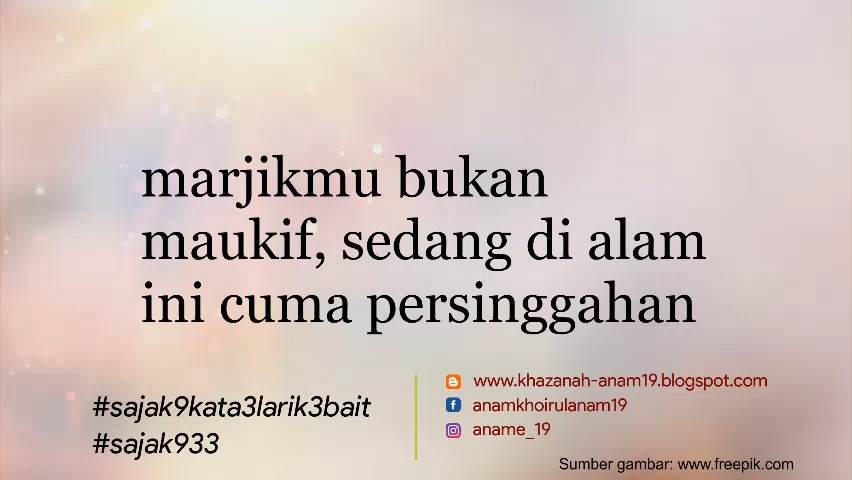 marjikmu bukan
maukif, sedang di alam
ini cuma persinggahan
#sajak9kata3larik3bait
#sajak933
www.khazanah-anam19.blogspot.com
anamkhoirulanam19
aname_19
Sumber gambar: www.freepik.com